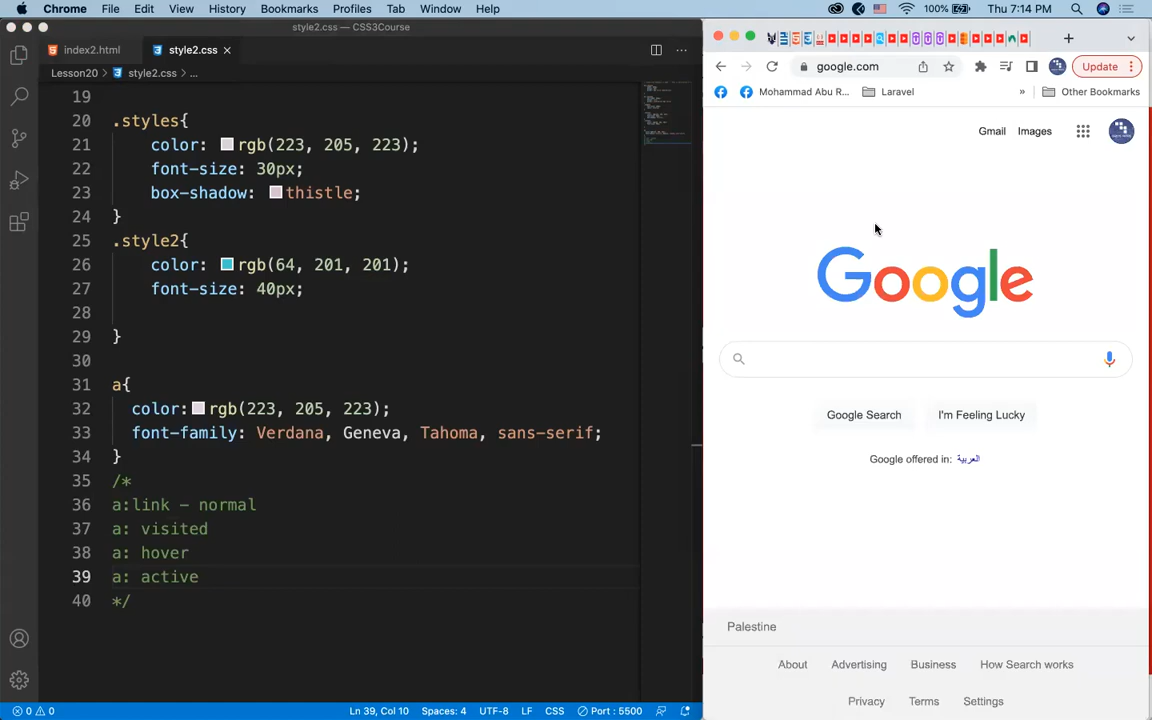 Chrome File Edit View History Bookmarks Profiles Tab Window Help 100% Thu 7:14 PM
style2.css — CSS3Course
index2.html style2.css
Lesson20 style2.css ...
19
20 .styles{
21 color: rgb(223, 205, 223);
22 font-size: 30px;
23 box-shadow: thistle;
24 }
25 .style2{
26 color: rgb(64, 201, 201);
27 font-size: 40px;
28
29 }
30
31 a{
32 color: rgb(223, 205, 223);
33 font-family: Verdana, Geneva, Tahoma, sans-serif;
34 }
35 /*
36 a:link - normal
37 a: visited
38 a: hover
39 a: active
40 */
0 0 Ln 39, Col 10 Spaces: 4 UTF-8 LF CSS Port : 5500
google.com Update
Mohammad Abu R... Laravel » Other Bookmarks
Gmail Images
Google
Google Search I'm Feeling Lucky
Google offered in: العربية
Palestine
About Advertising Business How Search works
Privacy Terms Settings